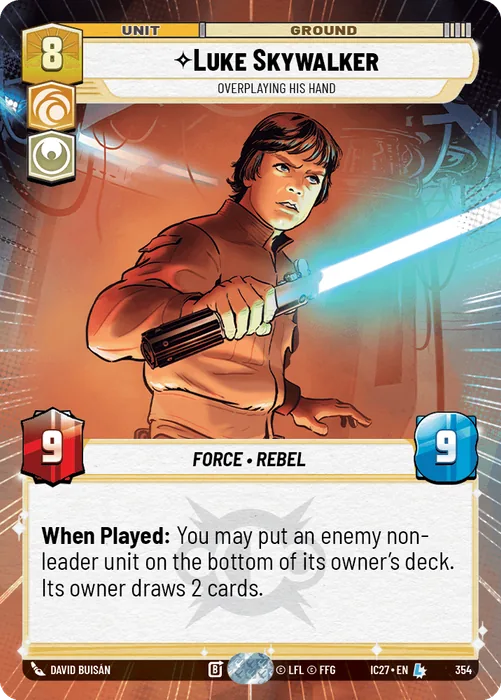 UNIT
GROUND
8
✧LUKE SKYWALKER
OVERPLAYING HIS HAND
9
9
FORCE • REBEL
When Played: You may put an enemy non-
leader unit on the bottom of its owner's deck.
Its owner draws 2 cards.
DAVID BUISÁN
B
© LFL © FFG
IC27 • EN
L
354